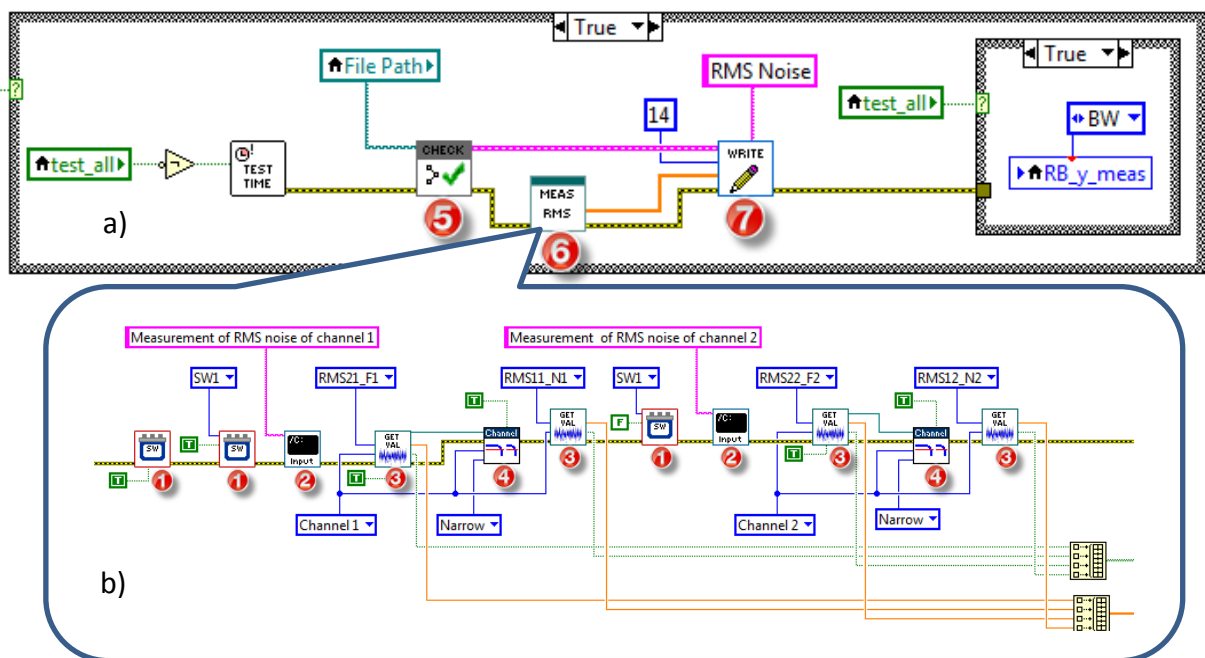 True
True
File Path
RMS Noise
test_all
BW
14
test_all
TEST
TIME
CHECK
WRITE
RB_y_meas
MEAS
RMS
a)
5
6
7
Measurement of RMS noise of channel 1
Measurement of RMS noise of channel 2
SW1
RMS21_F1
RMS11_N1
SW1
RMS22_F2
RMS12_N2
T
T
GET
VAL
F
GET
VAL
SW
T
SW
/C:
Input
GET
VAL
Channel
SW
/C:
Input
GET
VAL
Channel
T
1
1
2
T
3
4
3
1
2
T
3
4
3
Channel 1
Narrow
Channel 2
Narrow
b)